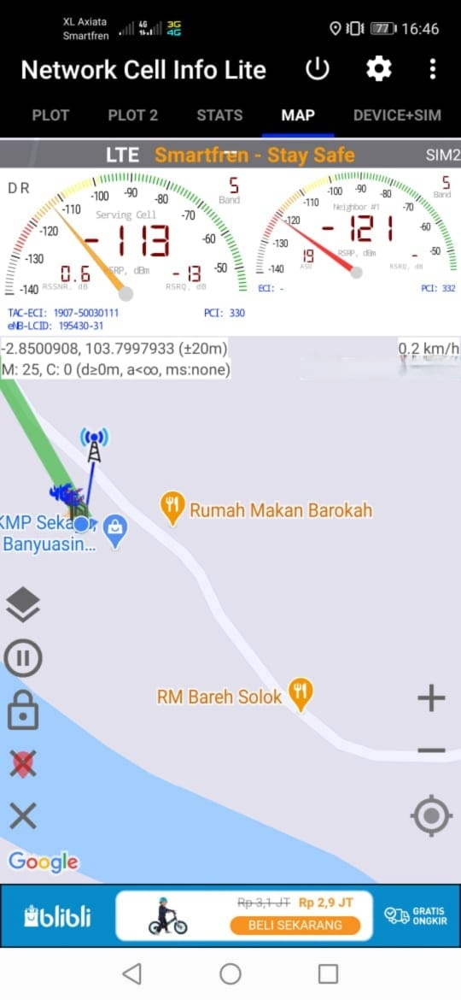 XL Axiata
Smartfren
4G
3G
4G
77
16:46
Network Cell Info Lite
PLOT PLOT 2 STATS MAP DEVICE+SIM
LTE Smartfren - Stay Safe SIM2
DR
5
Band
-140 -130 -120 -110 -100 -90 -80 -70 -60 -50
Serving Cell
-113
0.6
RSSNR, dB
RSRP, dBm
-13
RSRQ, dB
TAC-ECI: 1907-50030111 PCI: 330
eNB-LCID: 195430-31
5
Band
-140 -130 -120 -110 -100 -90 -80 -70 -60 -50
Neighbor #1
-121
19
ASU
RSRP, dBm
-
RSRQ, dB
ECI: - PCI: 332
-2.8500908, 103.7997933 (±20m) 0.2 km/h
M: 25, C: 0 (d≥0m, a<∞, ms:none)
Rumah Makan Barokah
KMP Sekayu,
Banyuasin...
RM Bareh Solok
Google
blibli
Rp 3,1 JT Rp 2,9 JT
BELI SEKARANG
GRATIS
ONGKIR